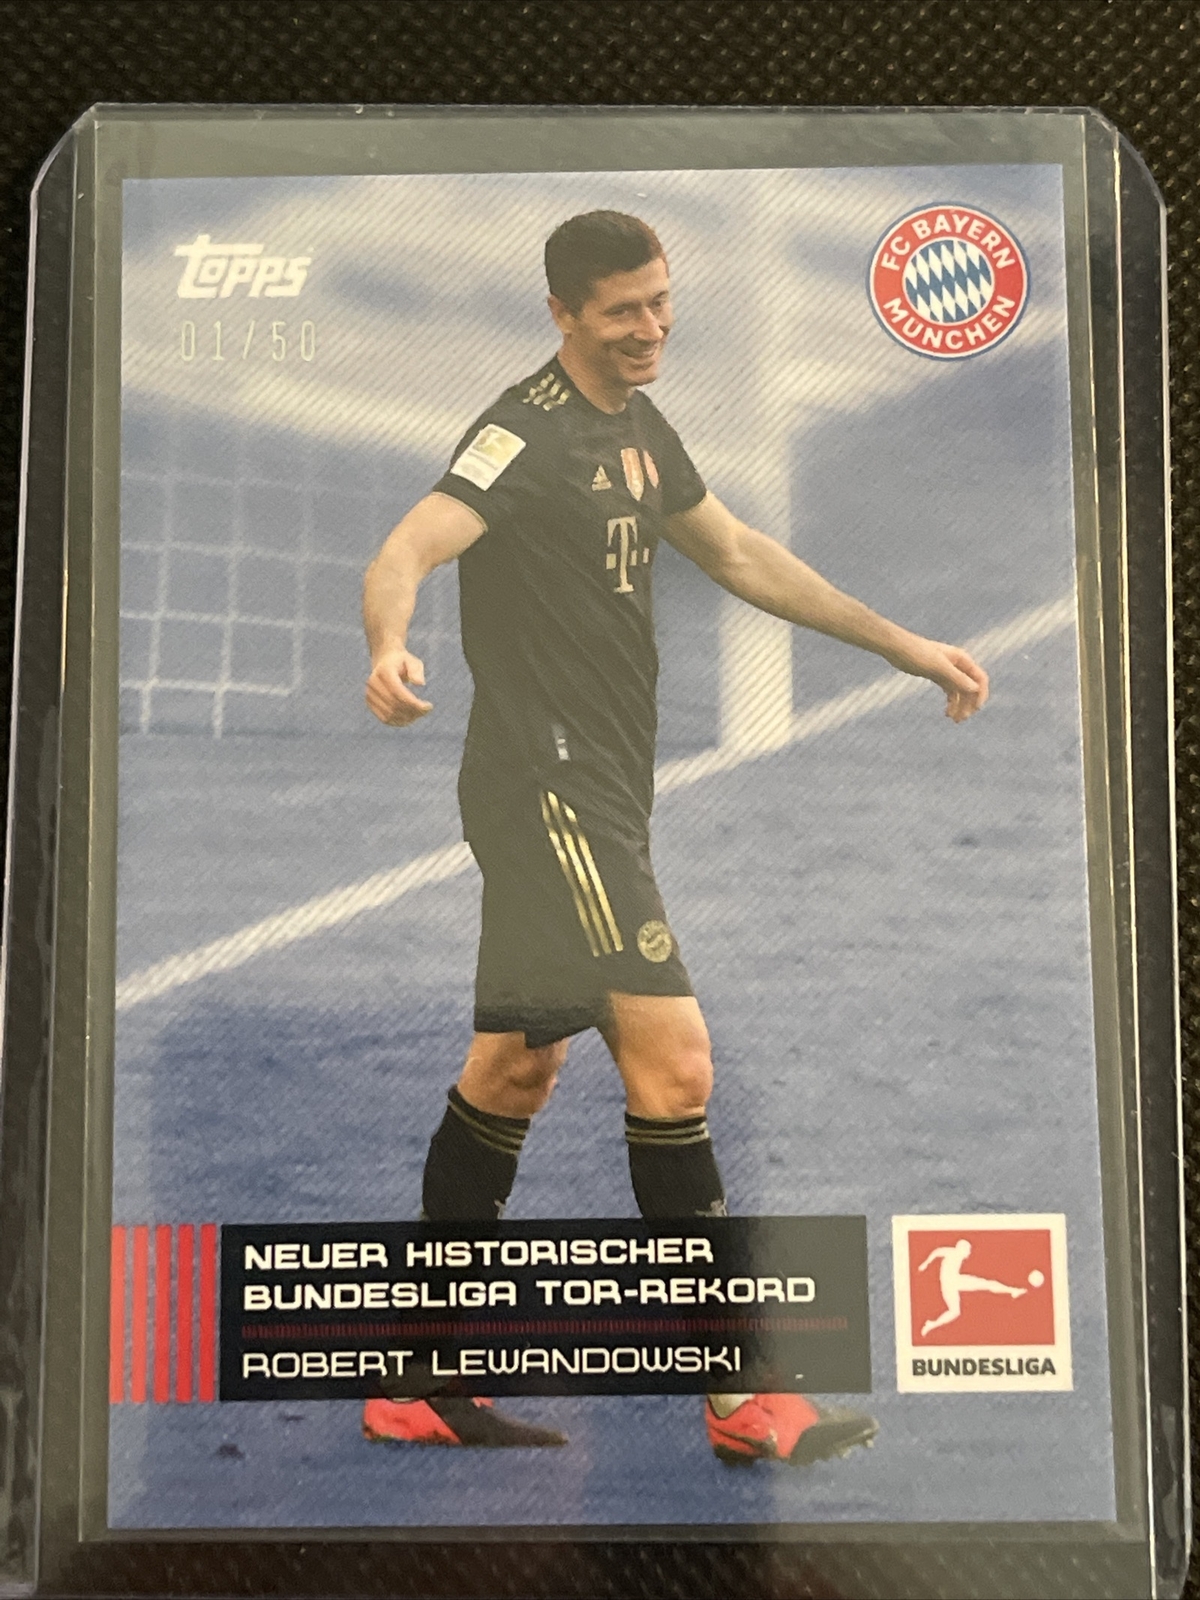 Topps
01/50
FC BAYERN
MÜNCHEN
T
NEUER HISTORISCHER
BUNDESLIGA TOR-REKORD
ROBERT LEWANDOWSKI
BUNDESLIGA